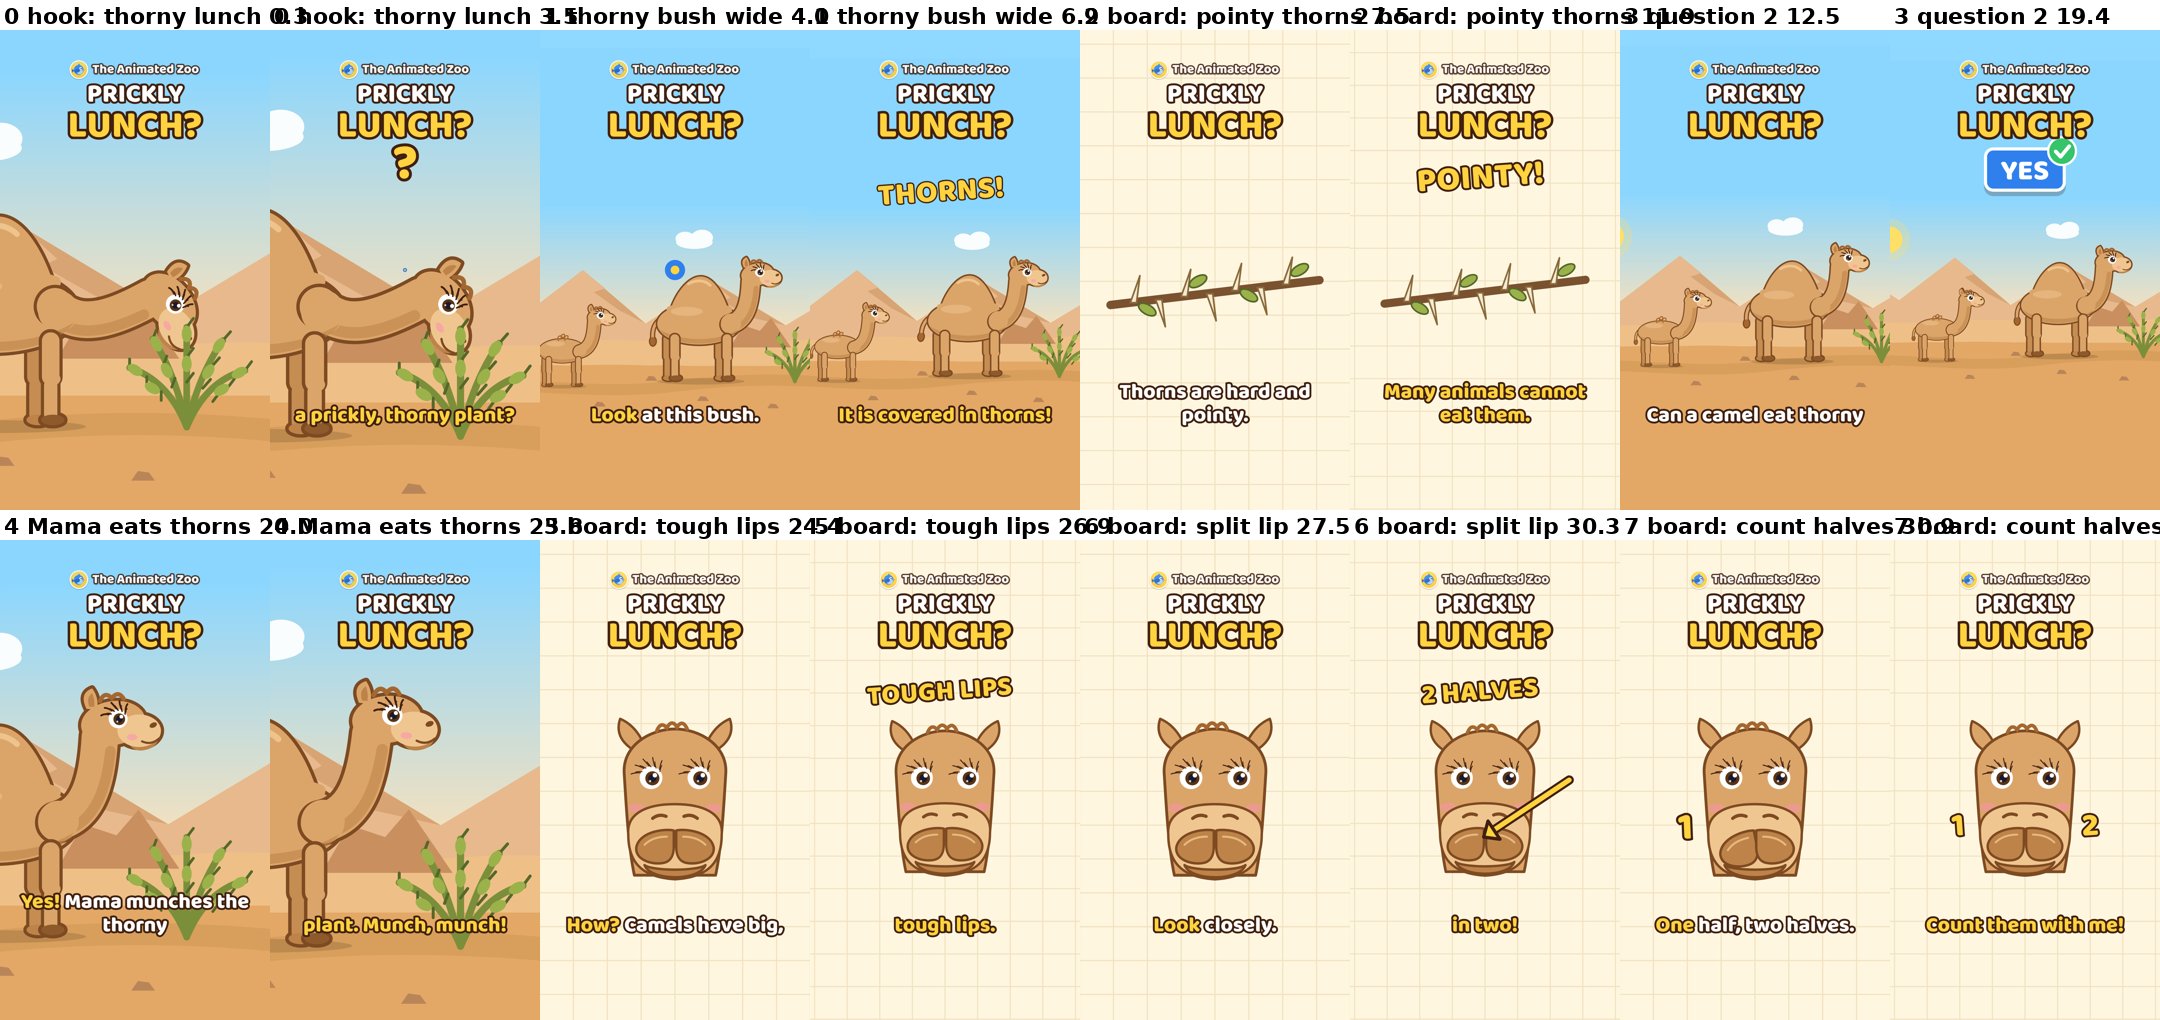 0 hook: thorny lunch 0.3
0 hook: thorny lunch 3.5
1 thorny bush wide 4.1
1 thorny bush wide 6.9
2 board: pointy thorns 7.5
2 board: pointy thorns 11.9
3 question 2 12.5
3 question 2 19.4
The Animated Zoo
PRICKLY
LUNCH?
The Animated Zoo
PRICKLY
LUNCH?
?
a prickly, thorny plant?
The Animated Zoo
PRICKLY
LUNCH?
Look at this bush.
The Animated Zoo
PRICKLY
LUNCH?
THORNS!
It is covered in thorns!
The Animated Zoo
PRICKLY
LUNCH?
Thorns are hard and
pointy.
The Animated Zoo
PRICKLY
LUNCH?
POINTY!
Many animals cannot
eat them.
The Animated Zoo
PRICKLY
LUNCH?
Can a camel eat thorny
The Animated Zoo
PRICKLY
LUNCH?
YES
4 Mama eats thorns 20.0
4 Mama eats thorns 23.8
5 board: tough lips 24.4
5 board: tough lips 26.9
6 board: split lip 27.5
6 board: split lip 30.3
7 board: count halves 30.9
7 board: count halves
The Animated Zoo
PRICKLY
LUNCH?
Yes! Mama munches the
thorny
The Animated Zoo
PRICKLY
LUNCH?
plant. Munch, munch!
The Animated Zoo
PRICKLY
LUNCH?
How? Camels have big,
The Animated Zoo
PRICKLY
LUNCH?
TOUGH LIPS
tough lips.
The Animated Zoo
PRICKLY
LUNCH?
Look closely.
The Animated Zoo
PRICKLY
LUNCH?
2 HALVES
in two!
The Animated Zoo
PRICKLY
LUNCH?
1
One half, two halves.
The Animated Zoo
PRICKLY
LUNCH?
1 2
Count them with me!